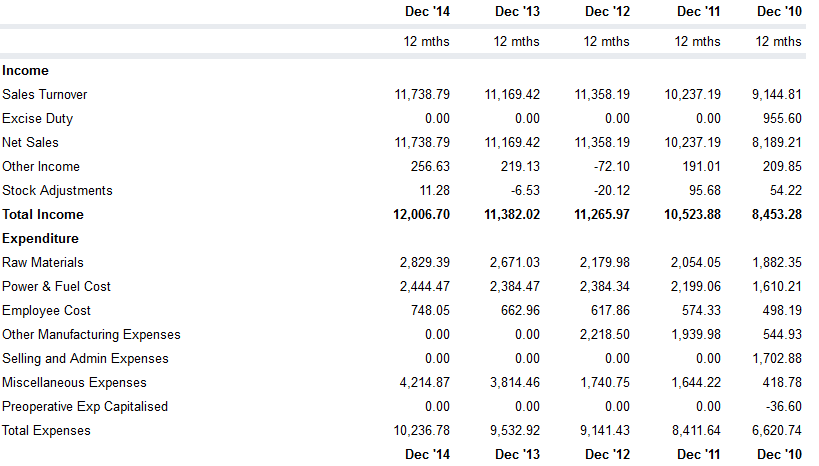 Dec '14 Dec '13 Dec '12 Dec '11 Dec '10
12 mths 12 mths 12 mths 12 mths 12 mths
Income
Sales Turnover 11,738.79 11,169.42 11,358.19 10,237.19 9,144.81
Excise Duty 0.00 0.00 0.00 0.00 955.60
Net Sales 11,738.79 11,169.42 11,358.19 10,237.19 8,189.21
Other Income 256.63 219.13 -72.10 191.01 209.85
Stock Adjustments 11.28 -6.53 -20.12 95.68 54.22
Total Income 12,006.70 11,382.02 11,265.97 10,523.88 8,453.28
Expenditure
Raw Materials 2,829.39 2,671.03 2,179.98 2,054.05 1,882.35
Power & Fuel Cost 2,444.47 2,384.47 2,384.34 2,199.06 1,610.21
Employee Cost 748.05 662.96 617.86 574.33 498.19
Other Manufacturing Expenses 0.00 0.00 2,218.50 1,939.98 544.93
Selling and Admin Expenses 0.00 0.00 0.00 0.00 1,702.88
Miscellaneous Expenses 4,214.87 3,814.46 1,740.75 1,644.22 418.78
Preoperative Exp Capitalised 0.00 0.00 0.00 0.00 -36.60
Total Expenses 10,236.78 9,532.92 9,141.43 8,411.64 6,620.74
Dec '14 Dec '13 Dec '12 Dec '11 Dec '10